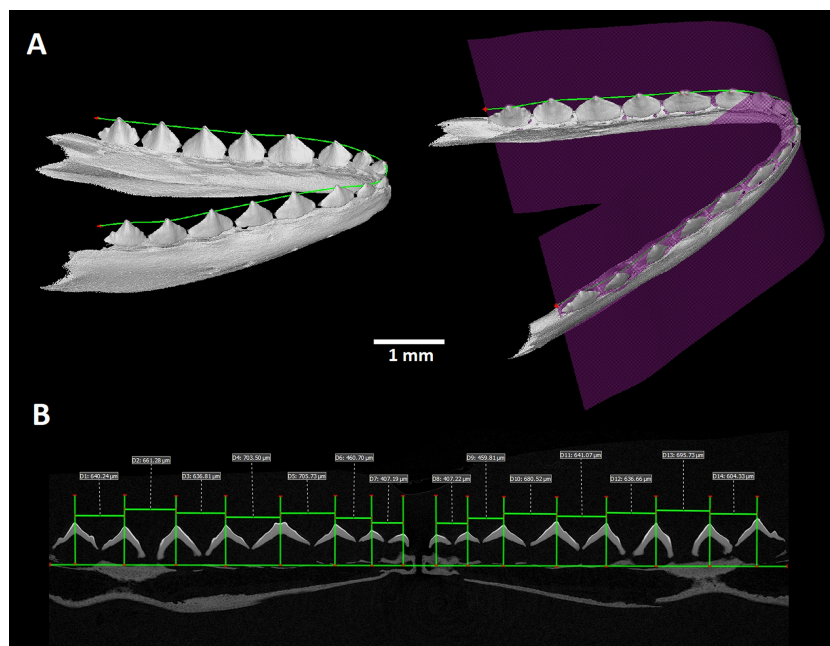 A
1 mm
B
D1: 640.24 µm
D2: 661.28 µm
D3: 636.81 µm
D4: 703.50 µm
D5: 705.73 µm
D6: 460.70 µm
D7: 407.19 µm
D8: 407.22 µm
D9: 459.81 µm
D10: 680.52 µm
D11: 641.07 µm
D12: 636.66 µm
D13: 695.73 µm
D14: 604.33 µm